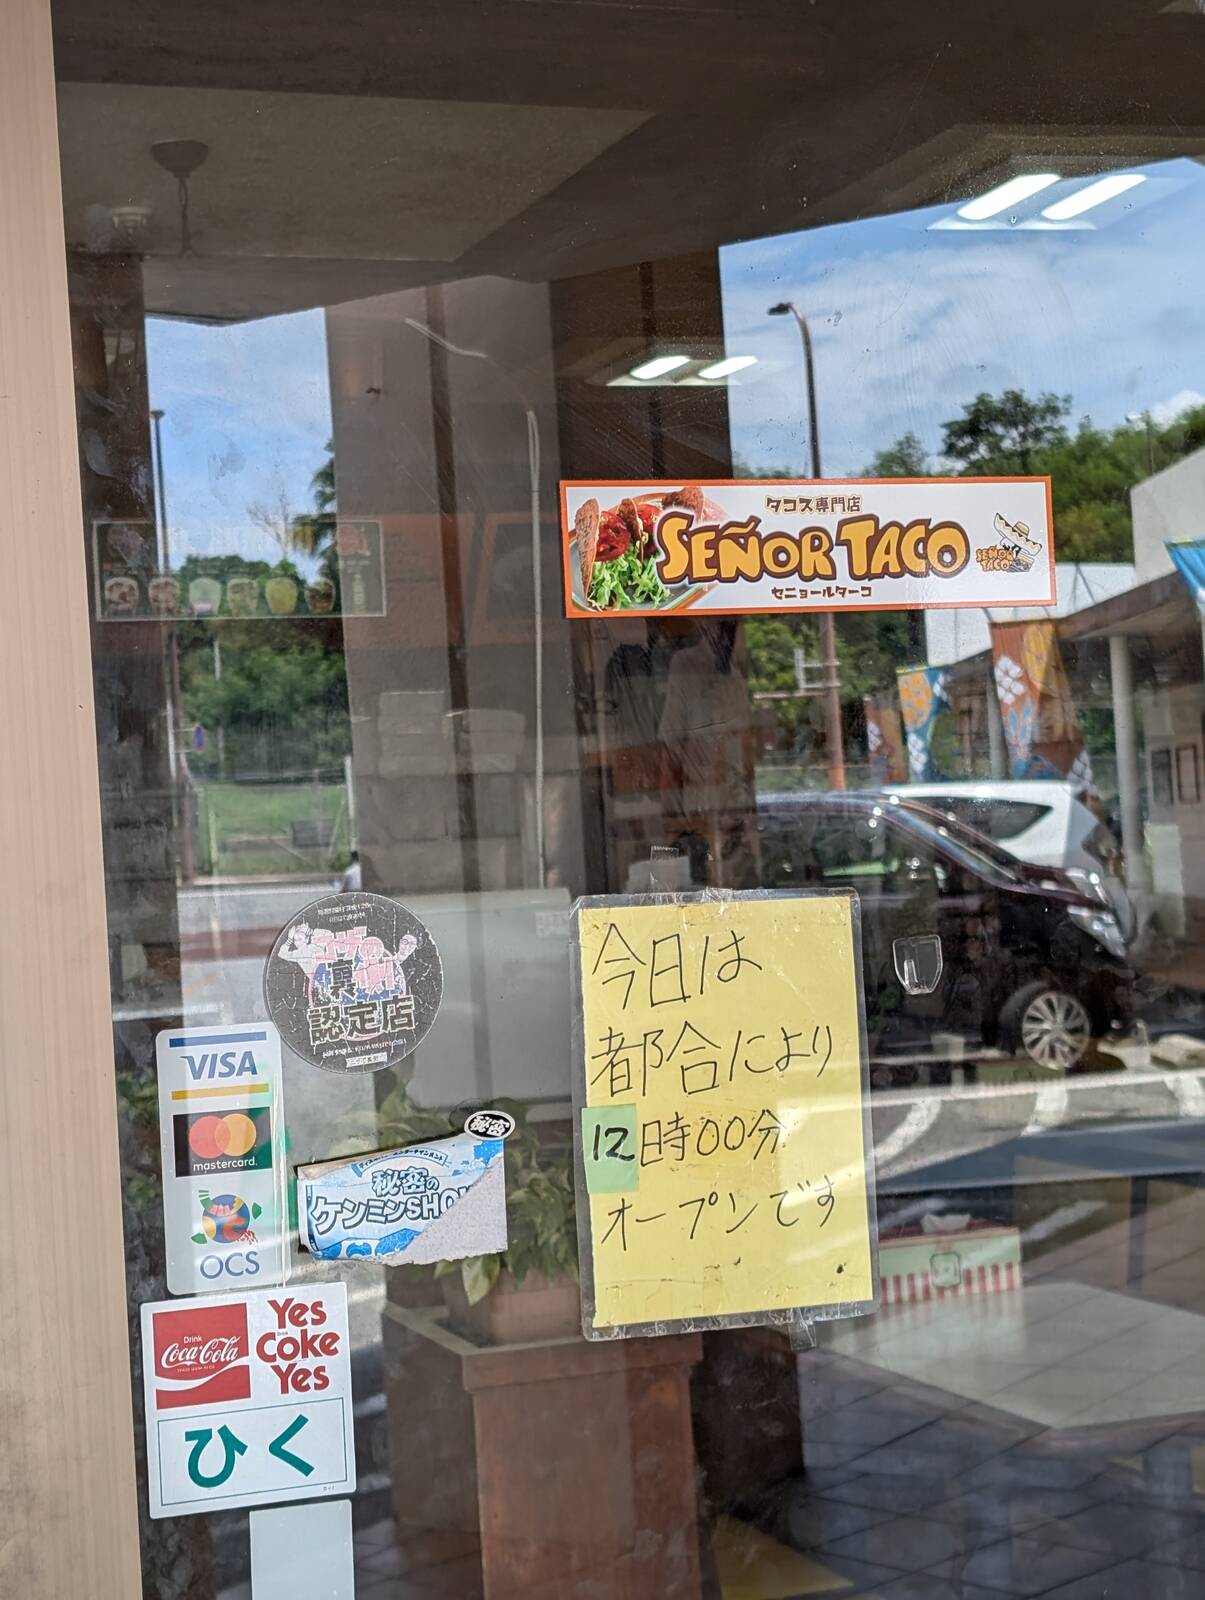 タコス専門店
SEÑOR TACO
セニョールターコ
SEÑOR
TACO
今日は
都合により
12時00分
オープンです
裏
認定店
VISA
mastercard.
OCS
秘密
秘密の
ケンミンSHO
Drink
Coca-Cola
Yes
Coke
Yes
ひく